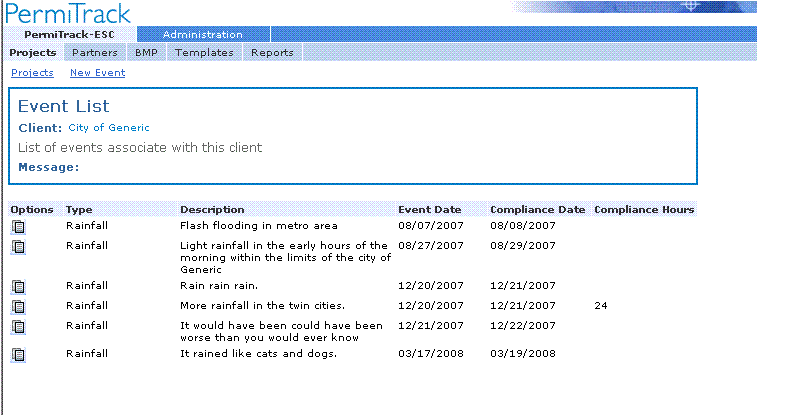 PermiTrack
PermiTrack-ESC Administration
Projects Partners BMP Templates Reports
Projects New Event
Event List
Client: City of Generic
List of events associate with this client
Message:
Options Type Description Event Date Compliance Date Compliance Hours
Rainfall Flash flooding in metro area 08/07/2007 08/08/2007
Rainfall Light rainfall in the early hours of the 08/27/2007 08/29/2007
morning within the limits of the city of
Generic
Rainfall Rain rain rain. 12/20/2007 12/21/2007
Rainfall More rainfall in the twin cities. 12/20/2007 12/21/2007 24
Rainfall It would have been could have been 12/21/2007 12/22/2007
worse than you would ever know
Rainfall It rained like cats and dogs. 03/17/2008 03/19/2008